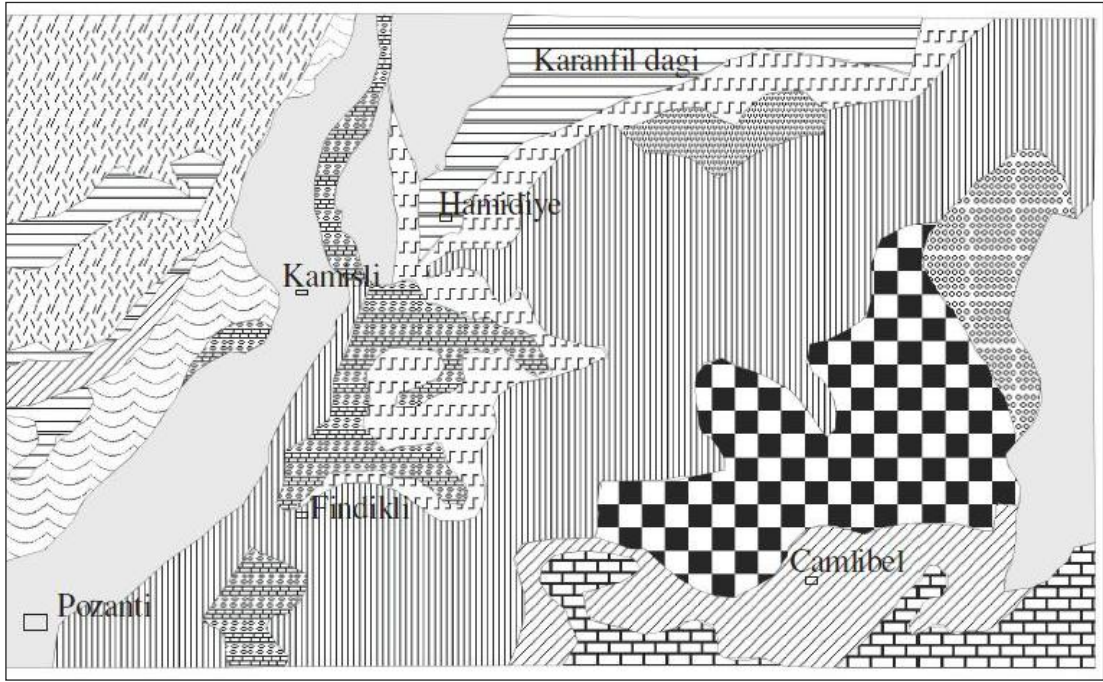 Karanfil dagi
Hamidiye
Kamisli
Findikli
Camlibel
Pozanti